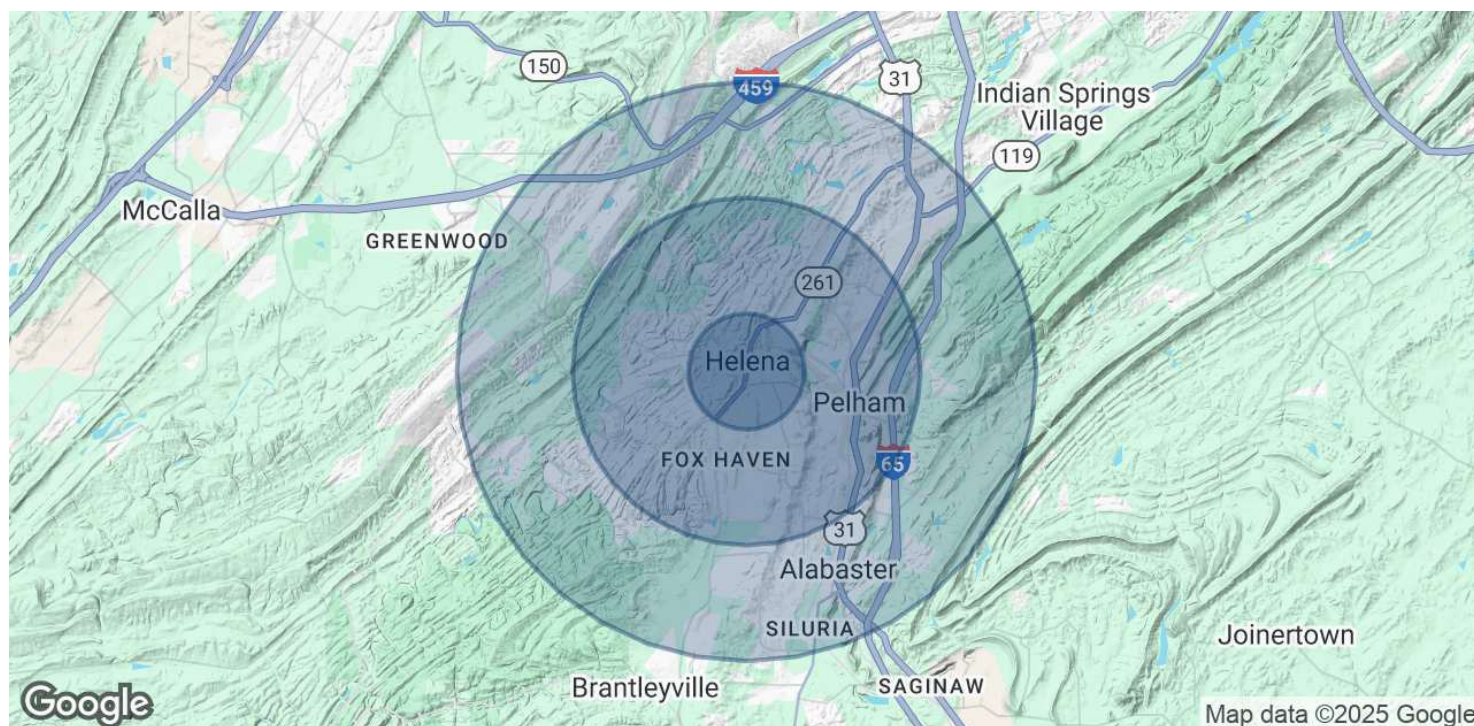 150
459
31
Indian Springs
Village
119
McCalla
GREENWOOD
261
Helena
Pelham
FOX HAVEN
65
31
Alabaster
SILURIA
Joinertown
Brantleyville
SAGINAW
Google
Map data ©2025 Google